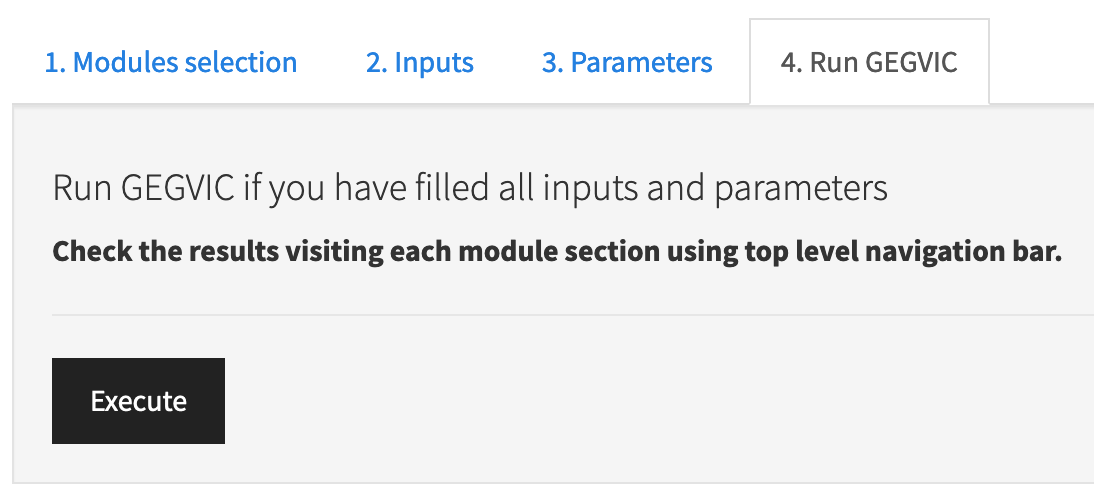 1. Modules selection 2. Inputs 3. Parameters 4. Run GEGVIC
Run GEGVIC if you have filled all inputs and parameters
Check the results visiting each module section using top level navigation bar.
Execute